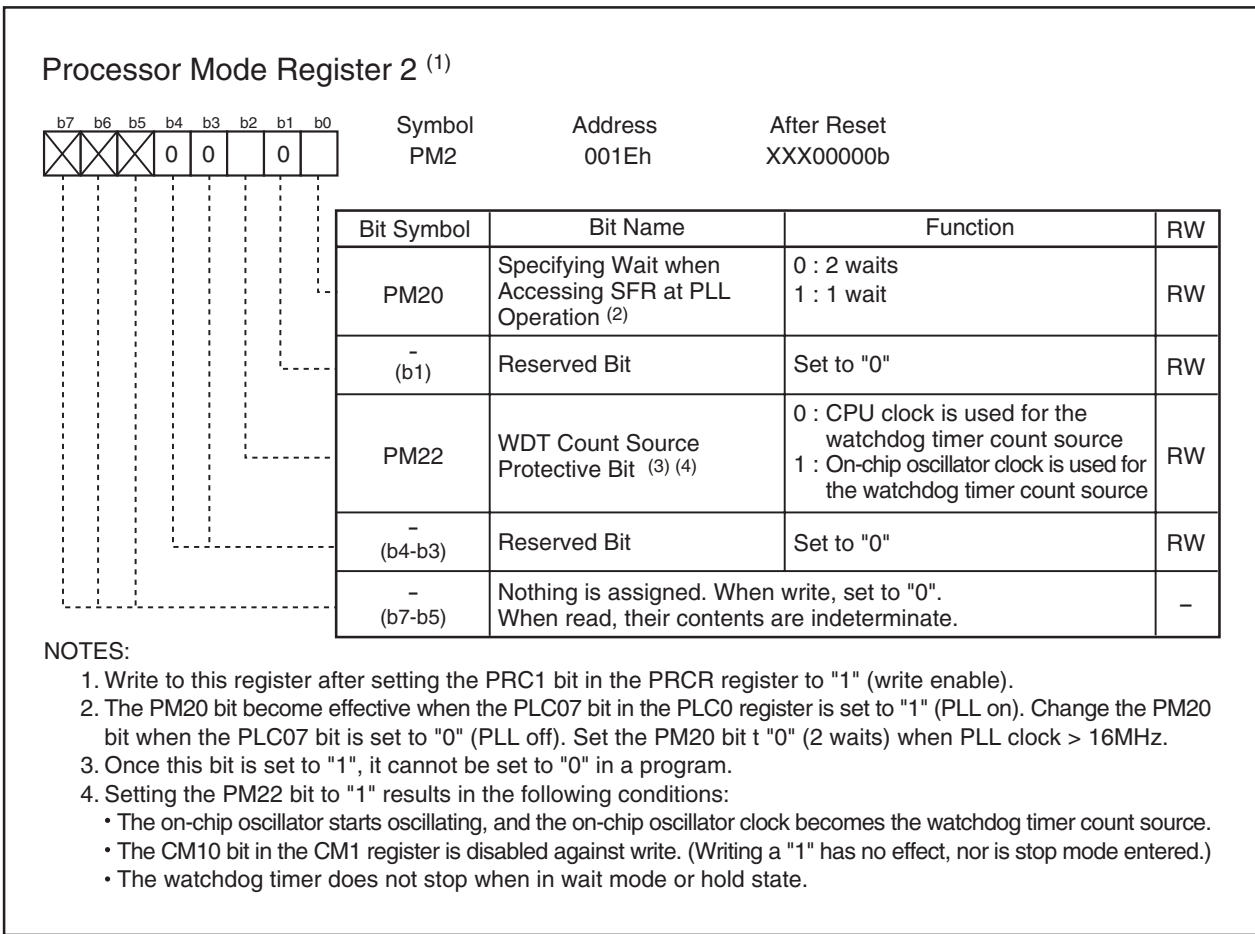 Processor Mode Register 2 (1)
b7 b6 b5 b4 b3 b2 b1 b0
0 0 0
Symbol Address After Reset
PM2 001Eh XXX00000b
Bit Symbol Bit Name Function RW
PM20 Specifying Wait when Accessing SFR at PLL Operation (2) 0 : 2 waits 1 : 1 wait RW
– (b1) Reserved Bit Set to "0" RW
PM22 WDT Count Source Protective Bit (3) (4) 0 : CPU clock is used for the watchdog timer count source 1 : On-chip oscillator clock is used for the watchdog timer count source RW
– (b4-b3) Reserved Bit Set to "0" RW
– (b7-b5) Nothing is assigned. When write, set to "0". When read, their contents are indeterminate. –
NOTES:
1. Write to this register after setting the PRC1 bit in the PRCR register to "1" (write enable).
2. The PM20 bit become effective when the PLC07 bit in the PLC0 register is set to "1" (PLL on). Change the PM20
bit when the PLC07 bit is set to "0" (PLL off). Set the PM20 bit t "0" (2 waits) when PLL clock > 16MHz.
3. Once this bit is set to "1", it cannot be set to "0" in a program.
4. Setting the PM22 bit to "1" results in the following conditions:
• The on-chip oscillator starts oscillating, and the on-chip oscillator clock becomes the watchdog timer count source.
• The CM10 bit in the CM1 register is disabled against write. (Writing a "1" has no effect, nor is stop mode entered.)
• The watchdog timer does not stop when in wait mode or hold state.